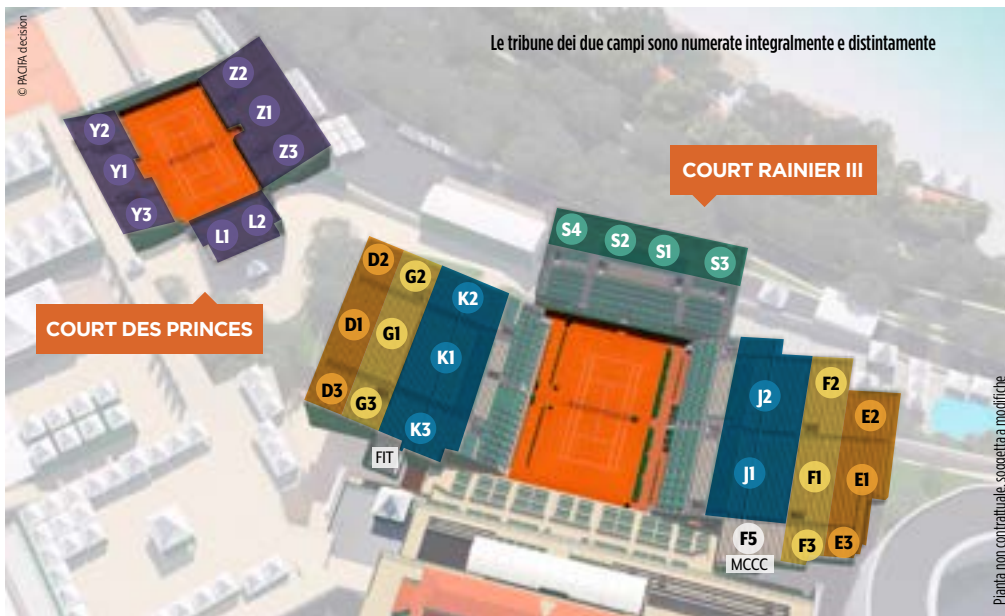 © PACIFA decision
Le tribune dei due campi sono numerate integralmente e distintamente
Z2
Z1
Z3
Y2
Y1
Y3
L2
L1
COURT RAINIER III
COURT DES PRINCES
S4
S2
S1
S3
D2
G2
K2
D1
G1
K1
D3
G3
K3
FIT
J2
F2
E2
J1
F1
E1
F5
F3
E3
MCCC
Pianta non contrattuale, soggetta a modifiche